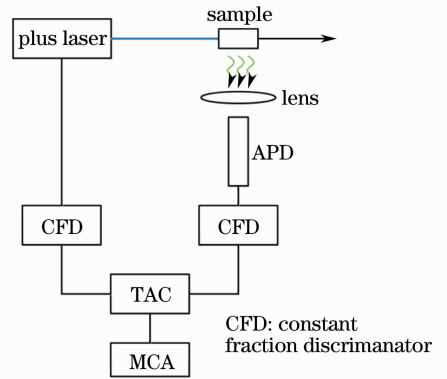 sample
plus laser
lens
APD
CFD
CFD
TAC
MCA
CFD: constant
fraction discrimanator